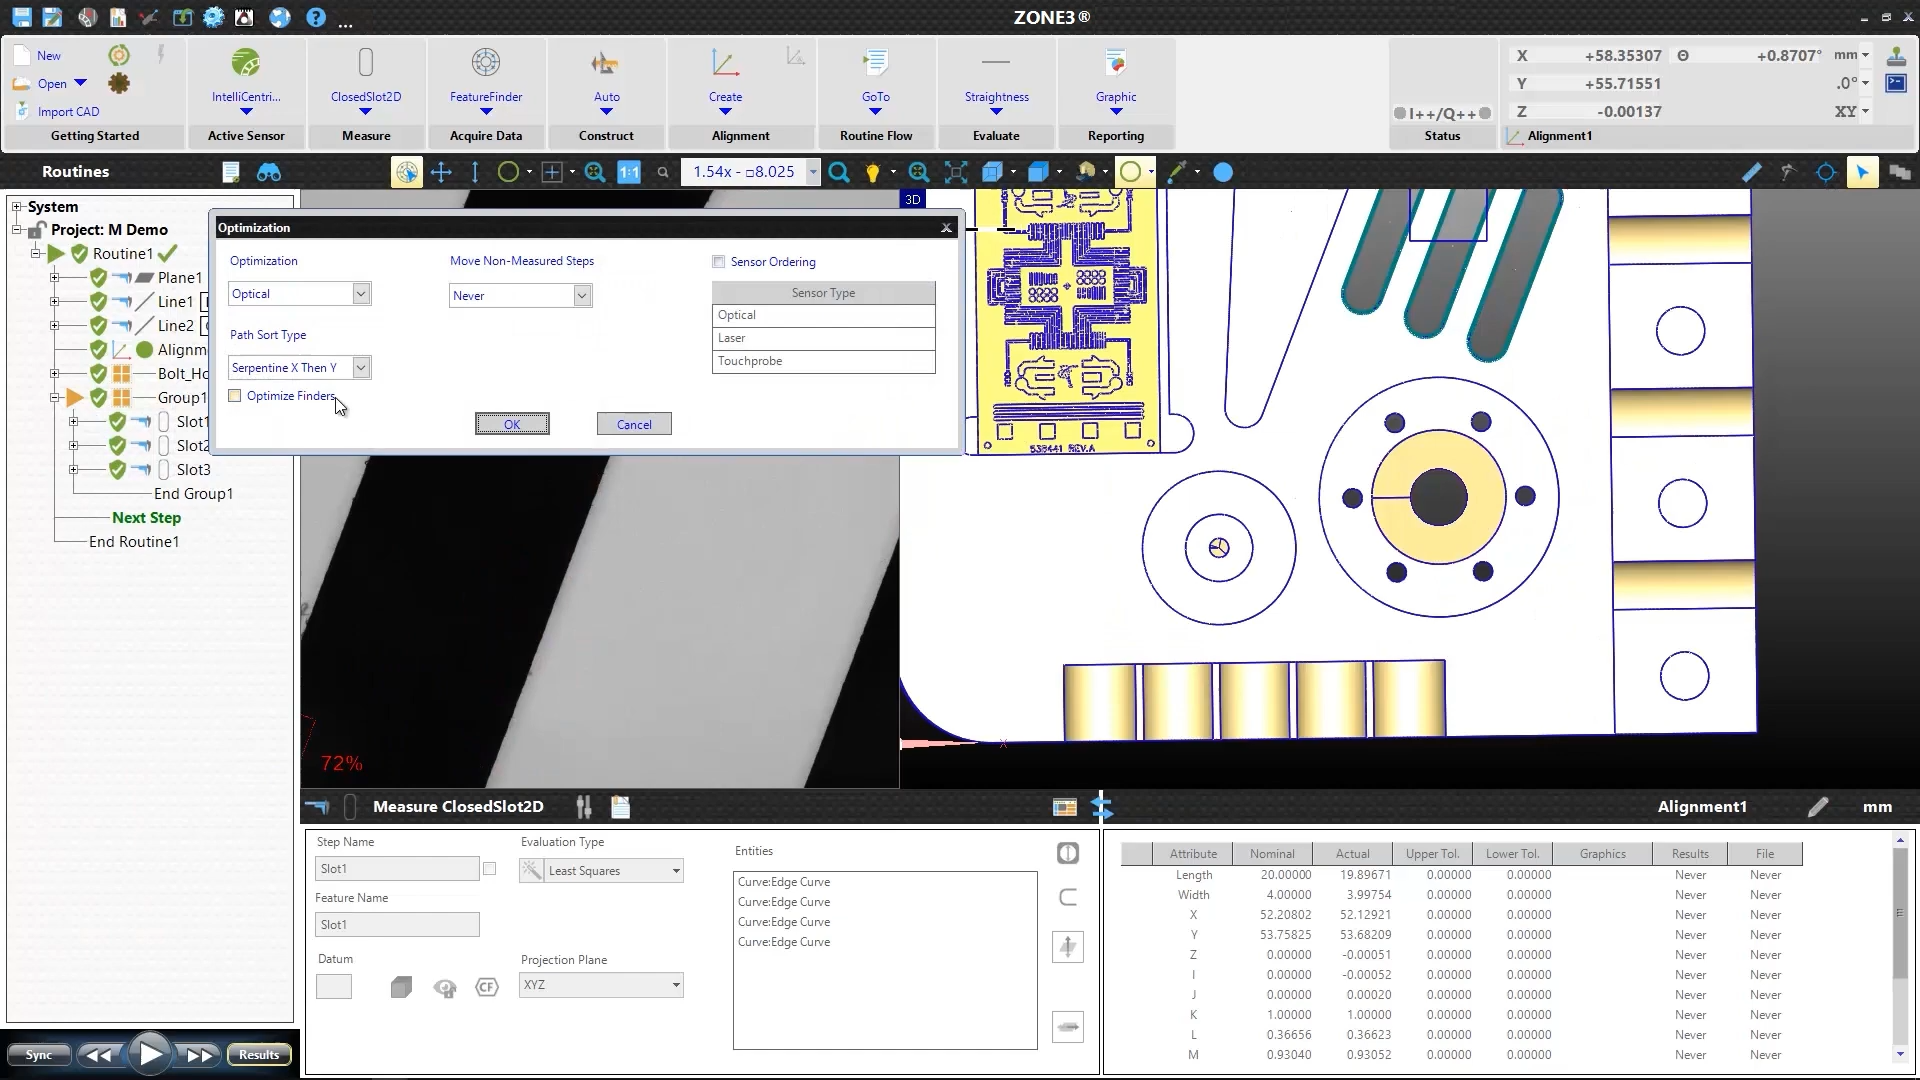 ... ZONE3®
New
Open
Import CAD
Getting Started
IntelliCentri...
Active Sensor
ClosedSlot2D
Measure
FeatureFinder
Acquire Data
Auto
Construct
Create
Alignment
GoTo
Routine Flow
Straightness
Evaluate
Graphic
Reporting
I++/Q++
Status
X +58.35307 Θ +0.8707° mm
Y +55.71551 .0°
Z -0.00137 XY
Alignment1
Routines
1:1
1.54x - □8.025
System
Project: M Demo
Routine1
Plane1
Line1
Line2
Alignm
Bolt_Ho
Group1
Slot1
Slot2
Slot3
End Group1
Next Step
End Routine1
Optimization
Optimization
Optical
Path Sort Type
Serpentine X Then Y
Optimize Finders
Move Non-Measured Steps
Never
Sensor Ordering
Sensor Type
Optical
Laser
Touchprobe
OK
Cancel
3D
538441 REV.A
X
72%
Measure ClosedSlot2D
Alignment1
mm
Step Name
Slot1
Feature Name
Slot1
Datum
Evaluation Type
Least Squares
CF
Projection Plane
XYZ
Entities
Curve:Edge Curve
Curve:Edge Curve
Curve:Edge Curve
Curve:Edge Curve
Attribute Nominal Actual Upper Tol. Lower Tol. Graphics Results File
Length 20.00000 19.89671 0.00000 0.00000 Never Never
Width 4.00000 3.99754 0.00000 0.00000 Never Never
X 52.20802 52.12921 0.00000 0.00000 Never Never
Y 53.75825 53.68209 0.00000 0.00000 Never Never
Z 0.00000 -0.00051 0.00000 0.00000 Never Never
I 0.00000 -0.00052 0.00000 0.00000 Never Never
J 0.00000 0.00020 0.00000 0.00000 Never Never
K 1.00000 1.00000 0.00000 0.00000 Never Never
L 0.36656 0.36623 0.00000 0.00000 Never Never
M 0.93040 0.93052 0.00000 0.00000 Never Never
Sync
Results